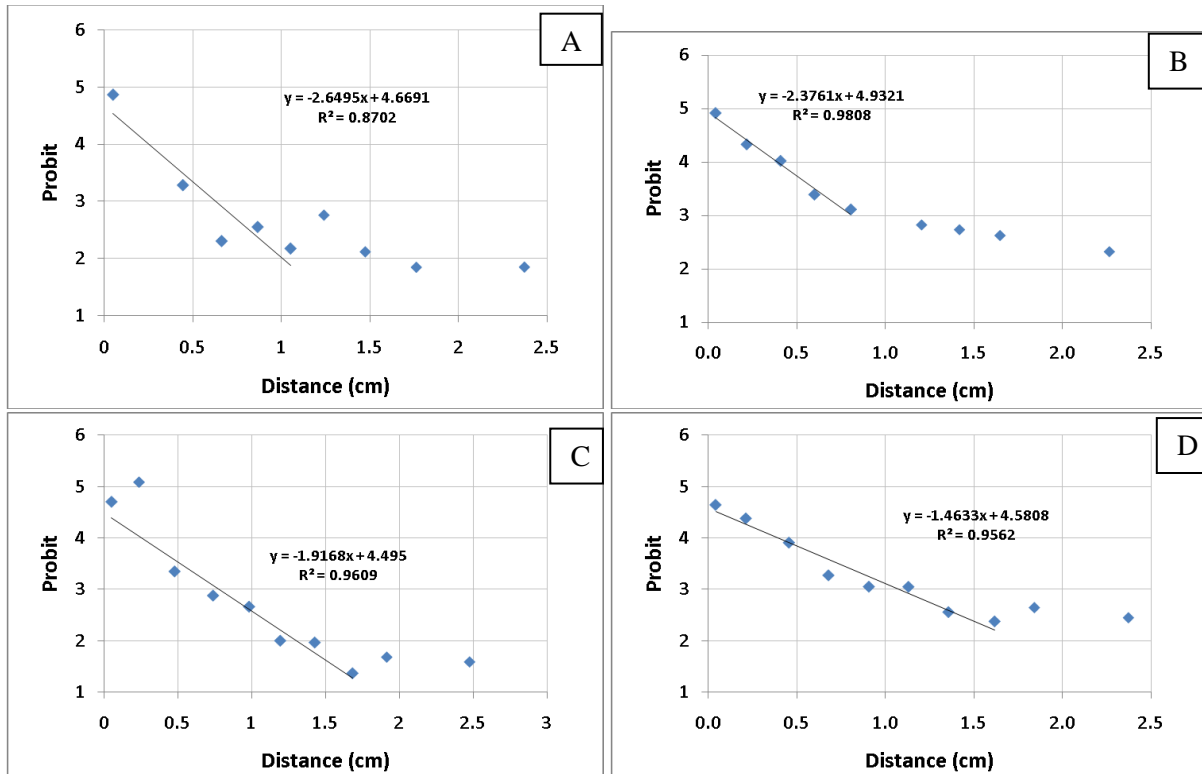 A
6
5
4
3
2
1
Probit
y = -2.6495x + 4.6691
R² = 0.8702
0 0.5 1 1.5 2 2.5
Distance (cm)
B
6
5
4
3
2
1
Probit
y = -2.3761x + 4.9321
R² = 0.9808
0.0 0.5 1.0 1.5 2.0 2.5
Distance (cm)
C
6
5
4
3
2
1
Probit
y = -1.9168x + 4.495
R² = 0.9609
0 0.5 1 1.5 2 2.5 3
Distance (cm)
D
6
5
4
3
2
1
Probit
y = -1.4633x + 4.5808
R² = 0.9562
0.0 0.5 1.0 1.5 2.0 2.5
Distance (cm)